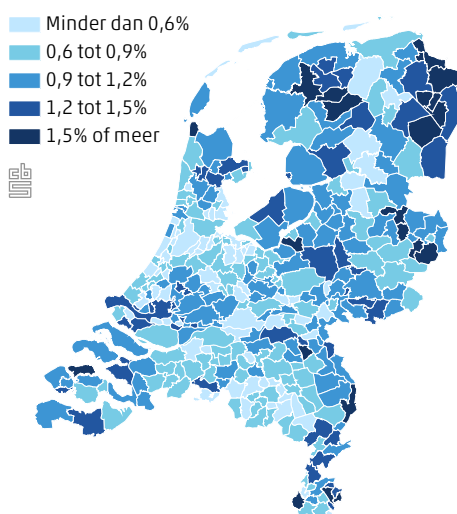 Minder dan 0,6%
0,6 tot 0,9%
0,9 tot 1,2%
1,2 tot 1,5%
1,5% of meer
cbs